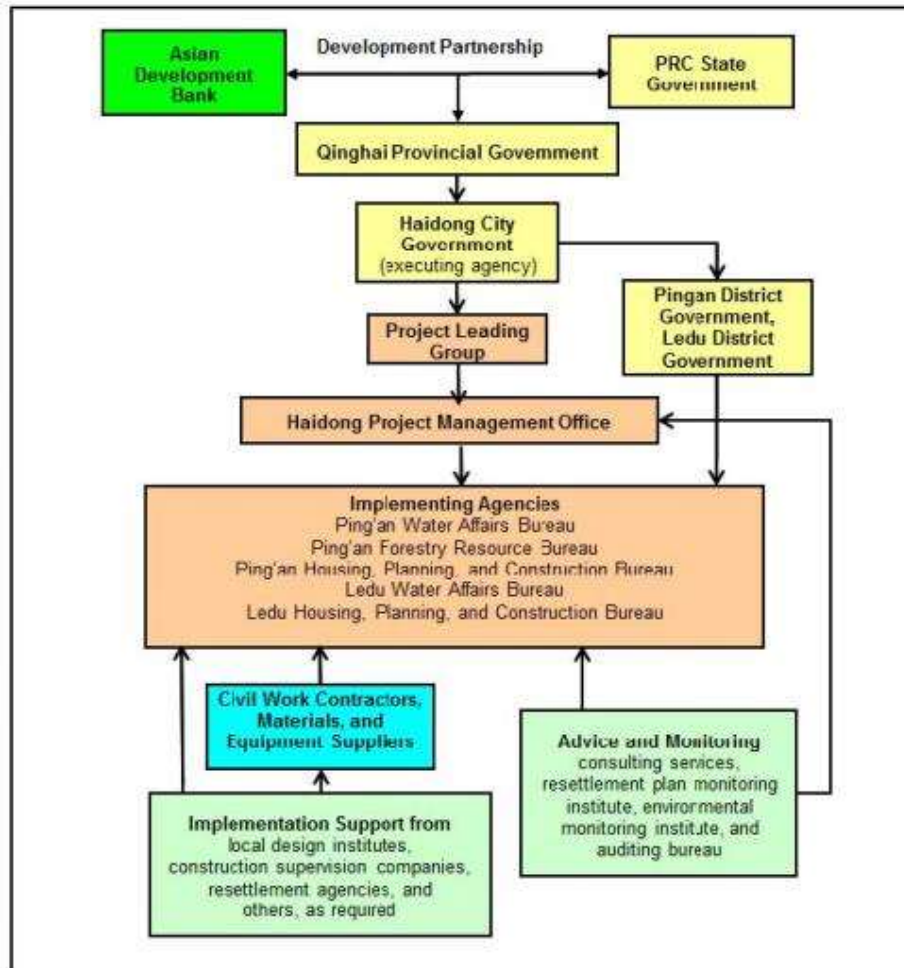 Development Partnership
Asian
Development
Bank
PRC State
Government
Qinghai Provincial Government
Haidong City
Government
(executing agency)
Pingan District
Government,
Ledu District
Government
Project Leading
Group
Haidong Project Management Office
Implementing Agencies
Ping'an Water Affairs Bureau
Ping'an Forestry Resource Bureau
Ping'an Housing, Planning, and Construction Bureau
Ledu Water Affairs Bureau
Ledu Housing, Planning, and Construction Bureau
Civil Work Contractors,
Materials, and
Equipment Suppliers
Advice and Monitoring
consulting services,
resettlement plan monitoring
institute, environmental
monitoring institute, and
auditing bureau
Implementation Support from
local design institutes,
construction supervision companies,
resettlement agencies, and
others, as required